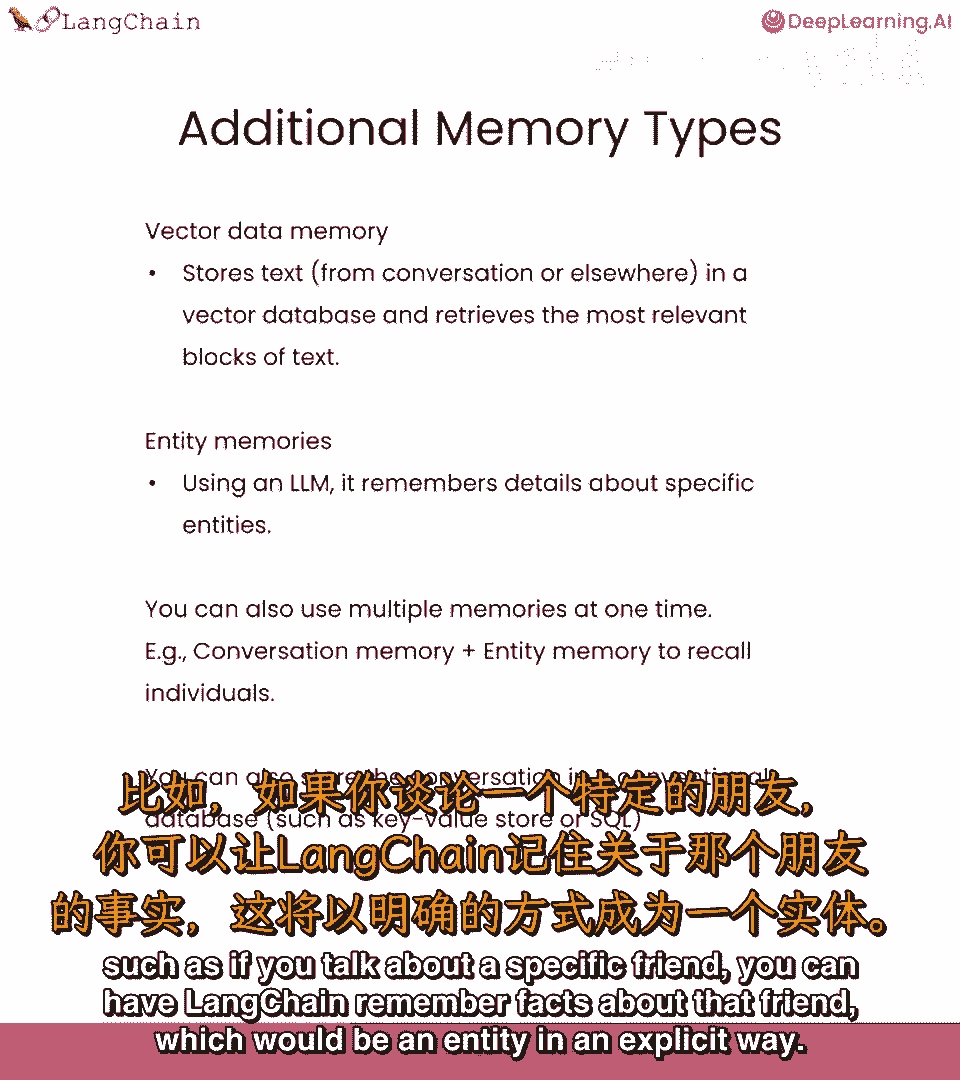 LangChain
DeepLearning.AI
Additional Memory Types
Vector data memory
• Stores text (from conversation or elsewhere) in a
vector database and retrieves the most relevant
blocks of text.
Entity memories
• Using an LLM, it remembers details about specific
entities.
You can also use multiple memories at one time.
E.g., Conversation memory + Entity memory to recall
individuals.
You can also store the conversation in a conventional
database (such as key-value store or SQL)
比如，如果你谈论一个特定的朋友，
你可以让LangChain记住关于那个朋友
的事实，这将以明确的方式成为一个实体。
such as if you talk about a specific friend, you can
have LangChain remember facts about that friend,
which would be an entity in an explicit way.